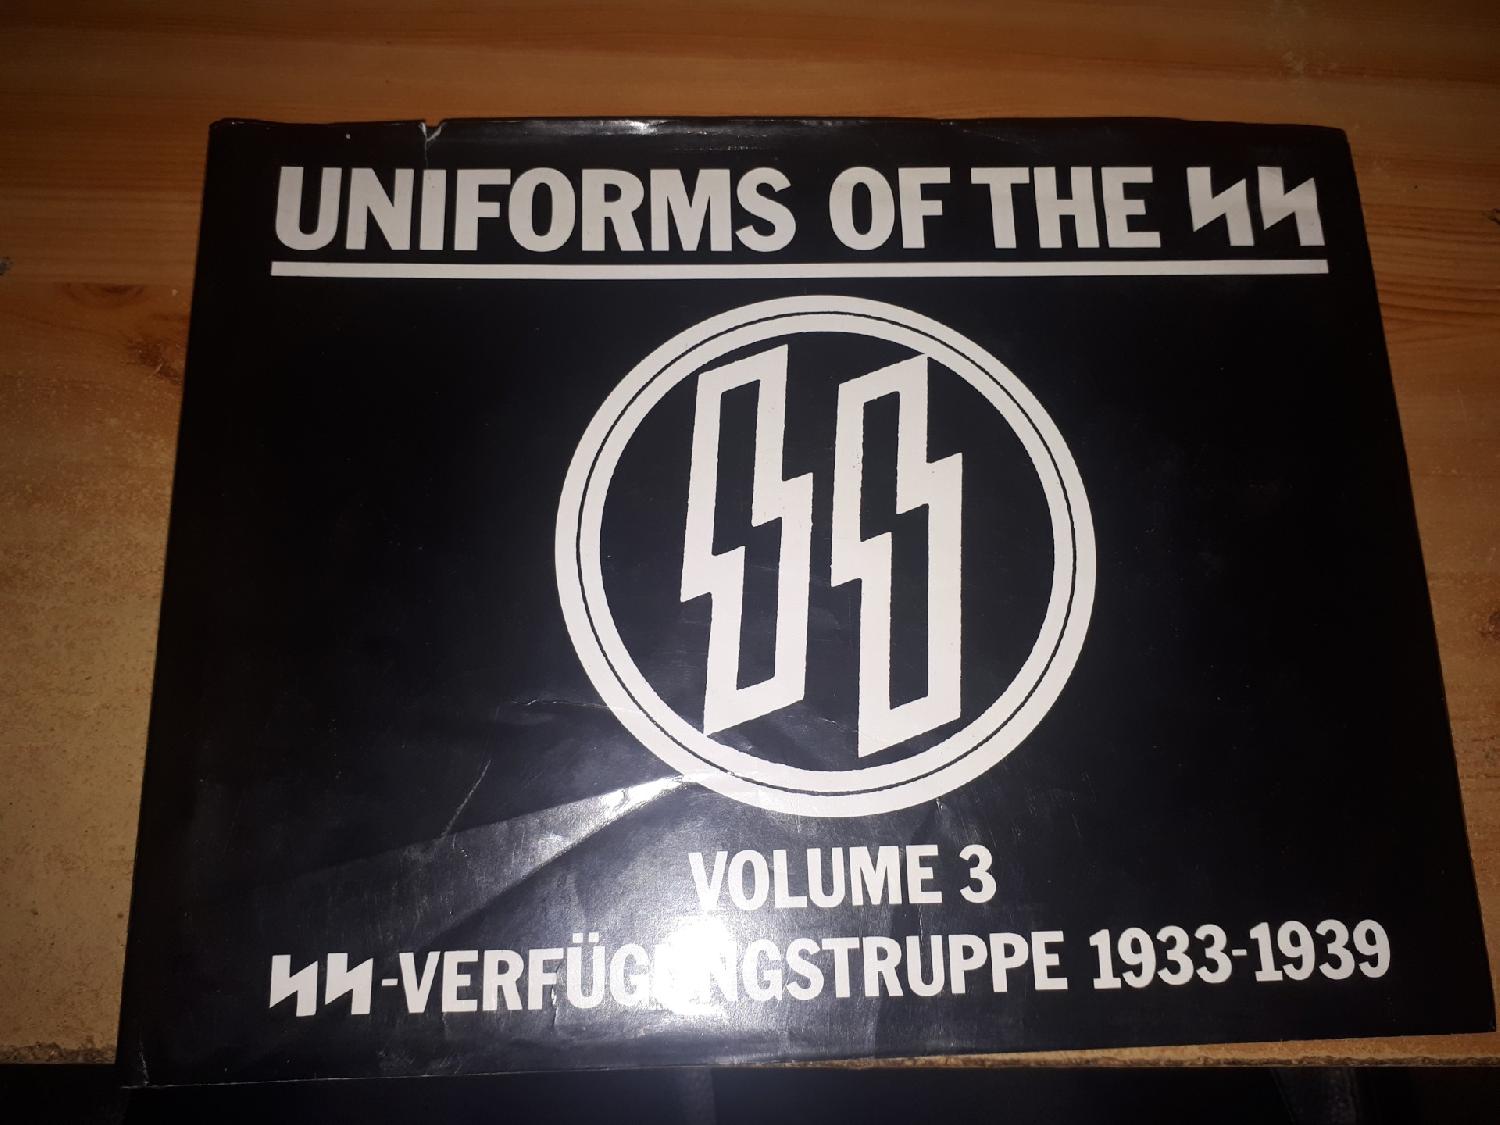 UNIFORMS OF THE SS
SS
VOLUME 3
SS-VERFÜGUNGSTRUPPE 1933-1939